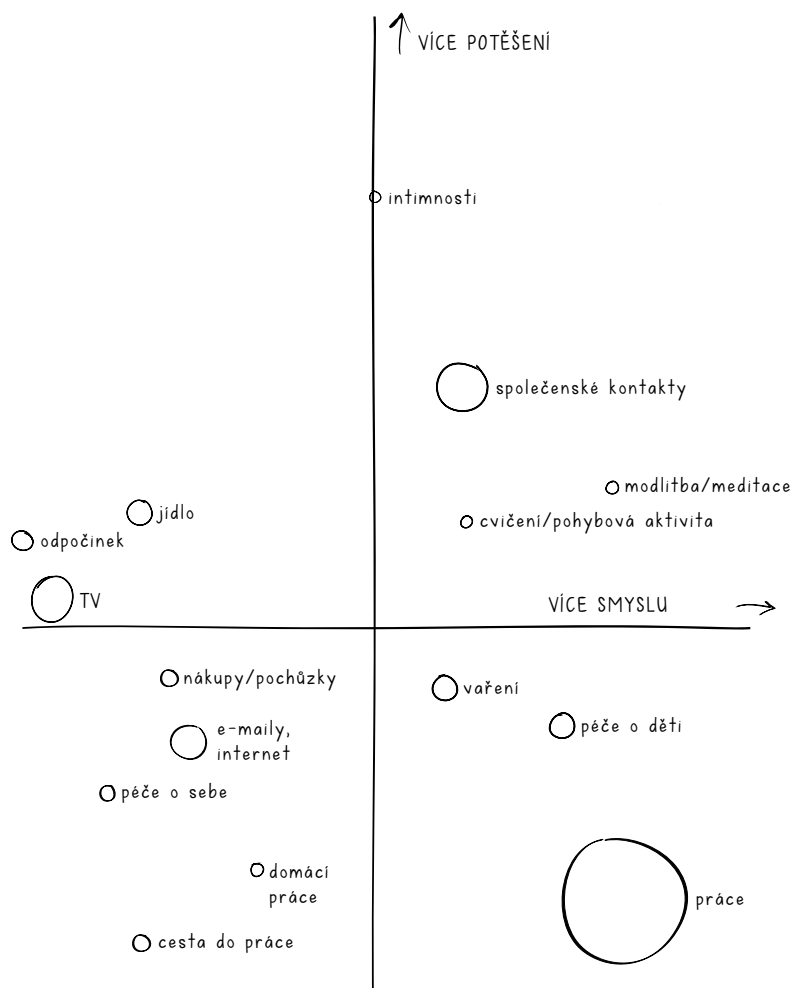 VÍCE POTĚŠENÍ
intimnosti
společenské kontakty
modlitba/meditace
jídlo
cvičení/pohybová aktivita
odpočinek
TV
VÍCE SMYSLU
nákupy/pochůzky
vaření
péče o děti
e-maily,
internet
péče o sebe
domácí
práce
práce
cesta do práce